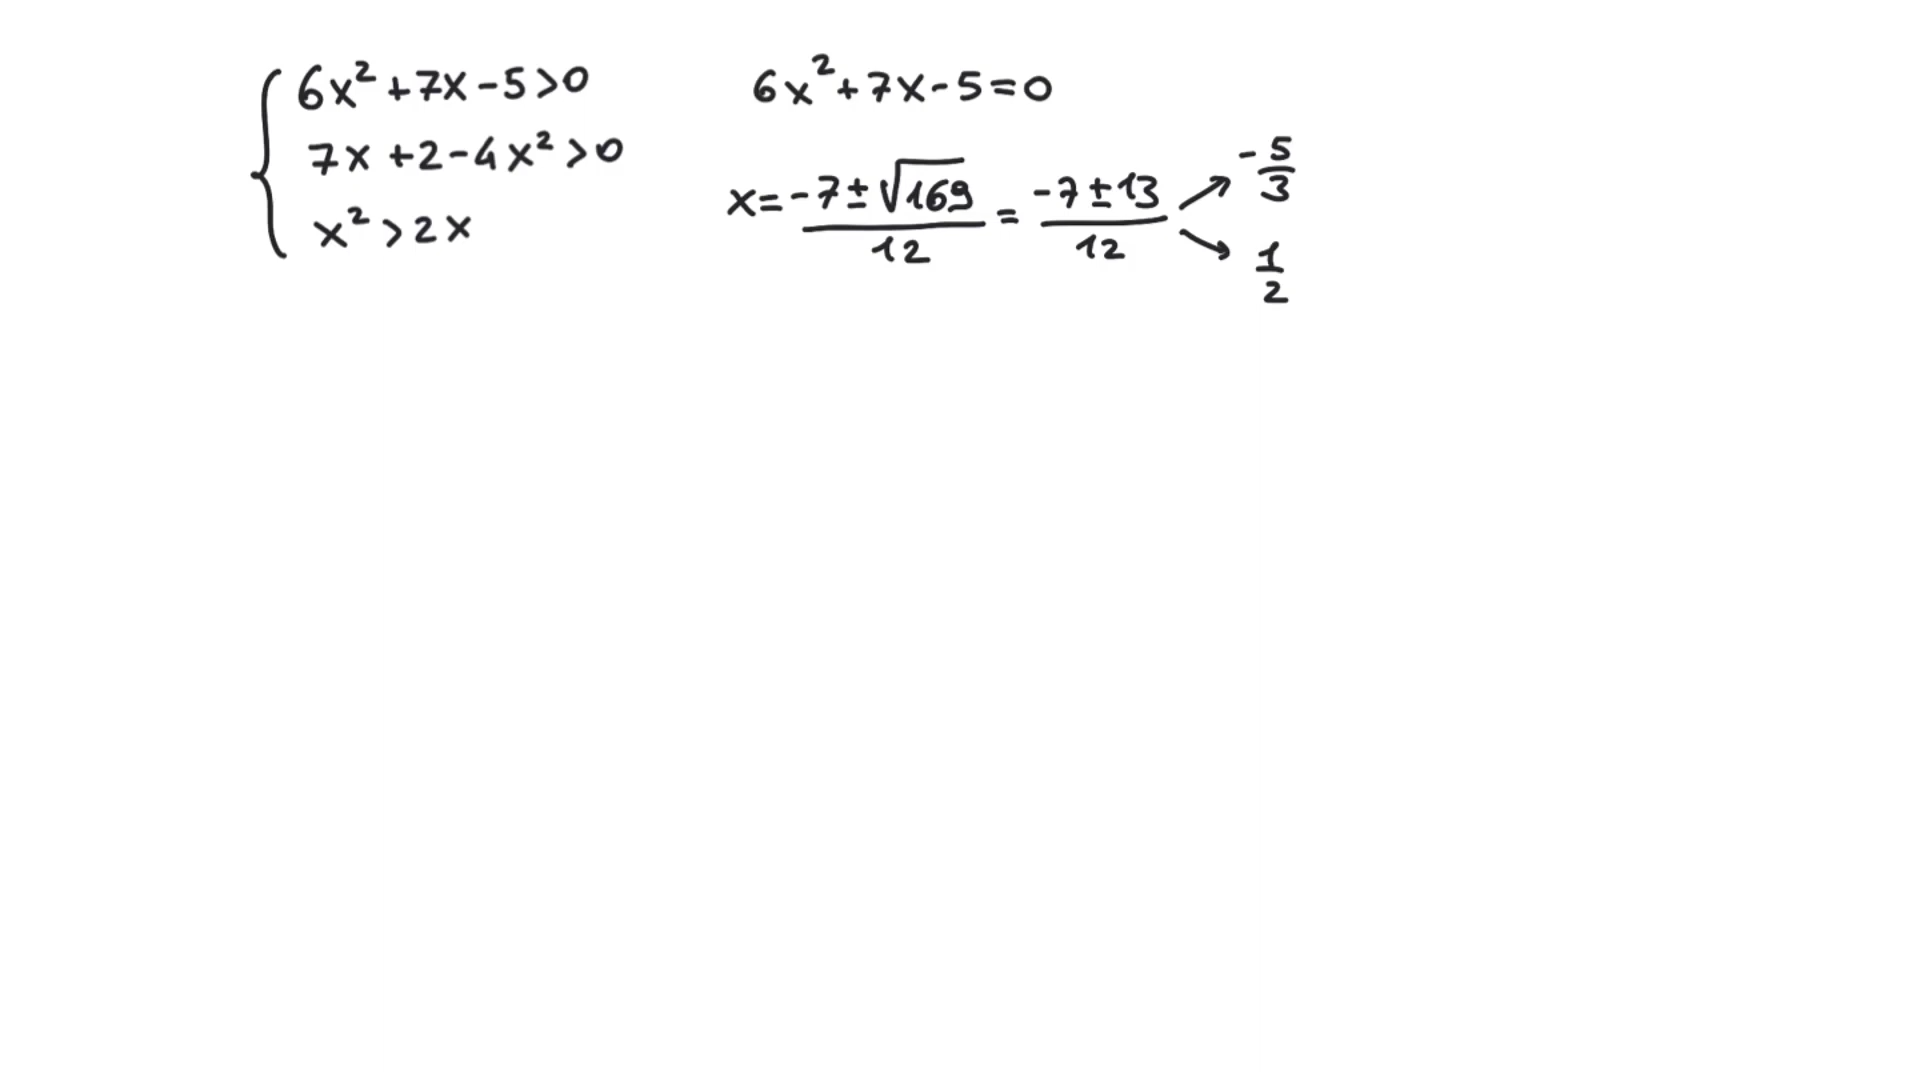 6x² + 7x - 5 > 0
7x + 2 - 4x² > 0
x² > 2x
6x² + 7x - 5 = 0
x = (-7 ± √169)/12 = (-7 ± 13)/12 ↗ -5/3 ↘ 1/2